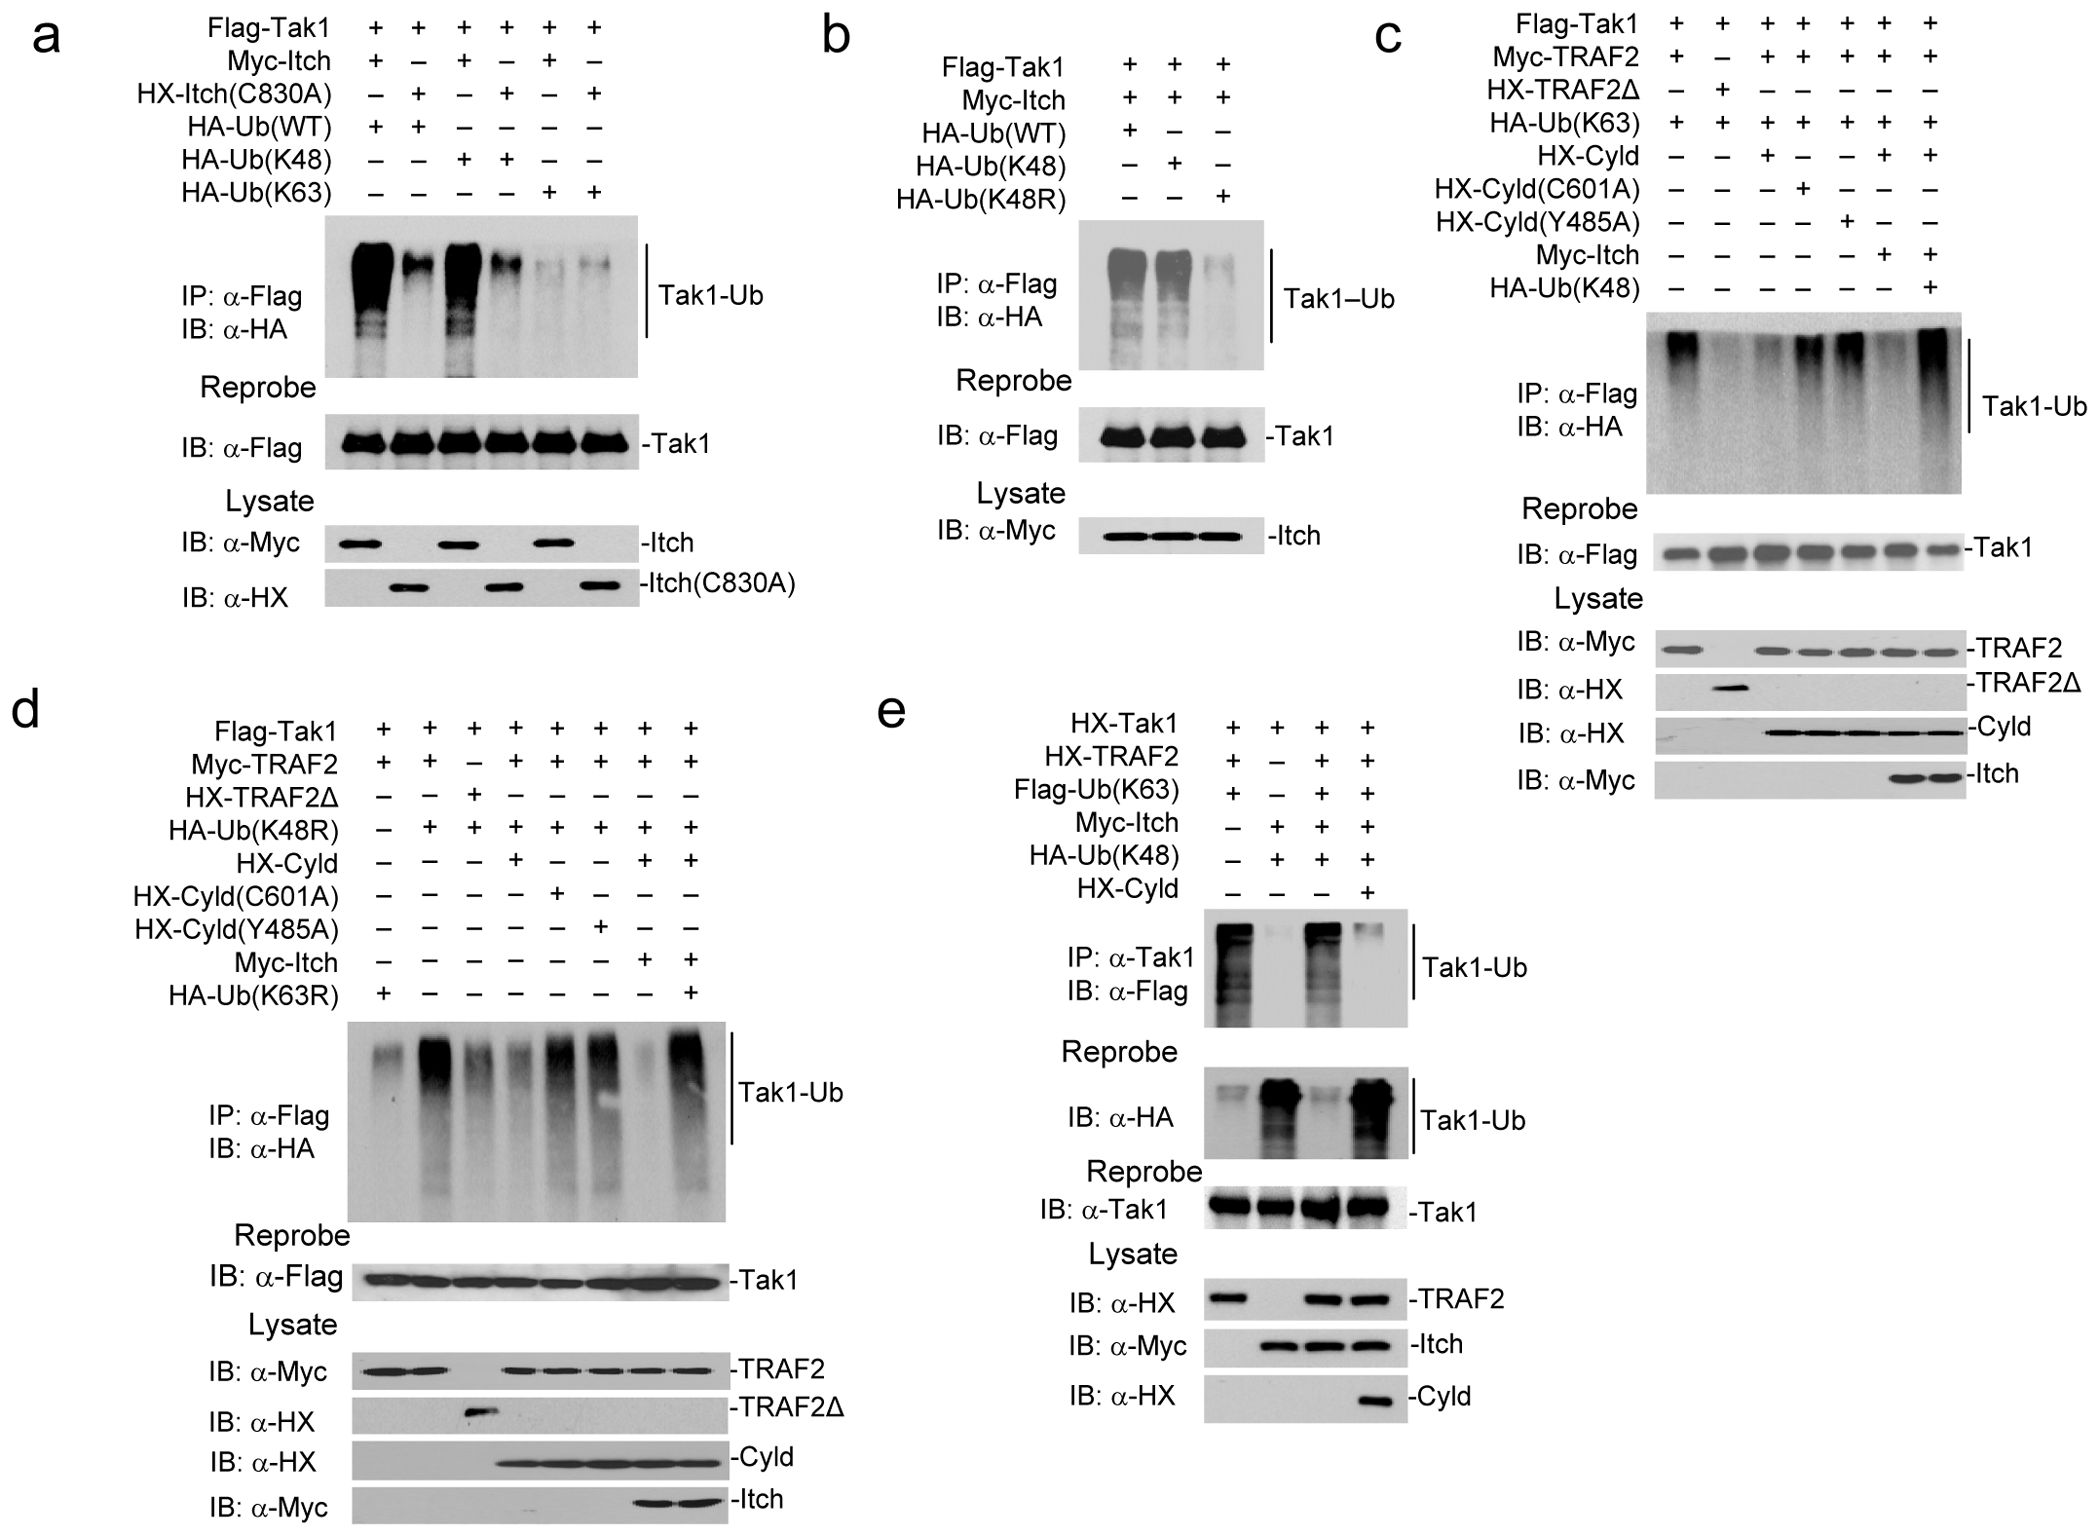 a
Flag-Tak1 + + + + + +
Myc-Itch + – + – + –
HX-Itch(C830A) – + – + – +
HA-Ub(WT) + + – – – –
HA-Ub(K48) – – + + – –
HA-Ub(K63) – – – – + +
IP: α-Flag
IB: α-HA
Tak1-Ub
Reprobe
IB: α-Flag
-Tak1
Lysate
IB: α-Myc
-Itch
IB: α-HX
-Itch(C830A)
b
Flag-Tak1 + + +
Myc-Itch + + +
HA-Ub(WT) + – –
HA-Ub(K48) – + –
HA-Ub(K48R) – – +
IP: α-Flag
IB: α-HA
Tak1–Ub
Reprobe
IB: α-Flag
-Tak1
Lysate
IB: α-Myc
-Itch
c
Flag-Tak1 + + + + + + +
Myc-TRAF2 + – + + + + +
HX-TRAF2Δ – + – – – – –
HA-Ub(K63) + + + + + + +
HX-Cyld – – + – – + +
HX-Cyld(C601A) – – – + – – –
HX-Cyld(Y485A) – – – – + – –
Myc-Itch – – – – – + +
HA-Ub(K48) – – – – – – +
IP: α-Flag
IB: α-HA
Tak1-Ub
Reprobe
IB: α-Flag
-Tak1
Lysate
IB: α-Myc
-TRAF2
IB: α-HX
-TRAF2Δ
IB: α-HX
-Cyld
IB: α-Myc
-Itch
d
Flag-Tak1 + + + + + + + +
Myc-TRAF2 + + – + + + + +
HX-TRAF2Δ – – + – – – – –
HA-Ub(K48R) – + + + + + + +
HX-Cyld – – – + – – + +
HX-Cyld(C601A) – – – – + – – –
HX-Cyld(Y485A) – – – – – + – –
Myc-Itch – – – – – – + +
HA-Ub(K63R) + – – – – – – +
IP: α-Flag
IB: α-HA
Tak1-Ub
Reprobe
IB: α-Flag
-Tak1
Lysate
IB: α-Myc
-TRAF2
IB: α-HX
-TRAF2Δ
IB: α-HX
-Cyld
IB: α-Myc
-Itch
e
HX-Tak1 + + + +
HX-TRAF2 + – + +
Flag-Ub(K63) + – + +
Myc-Itch – + + +
HA-Ub(K48) – + + +
HX-Cyld – – – +
IP: α-Tak1
IB: α-Flag
Tak1-Ub
Reprobe
IB: α-HA
Tak1-Ub
Reprobe
IB: α-Tak1
-Tak1
Lysate
IB: α-HX
-TRAF2
IB: α-Myc
-Itch
IB: α-HX
-Cyld